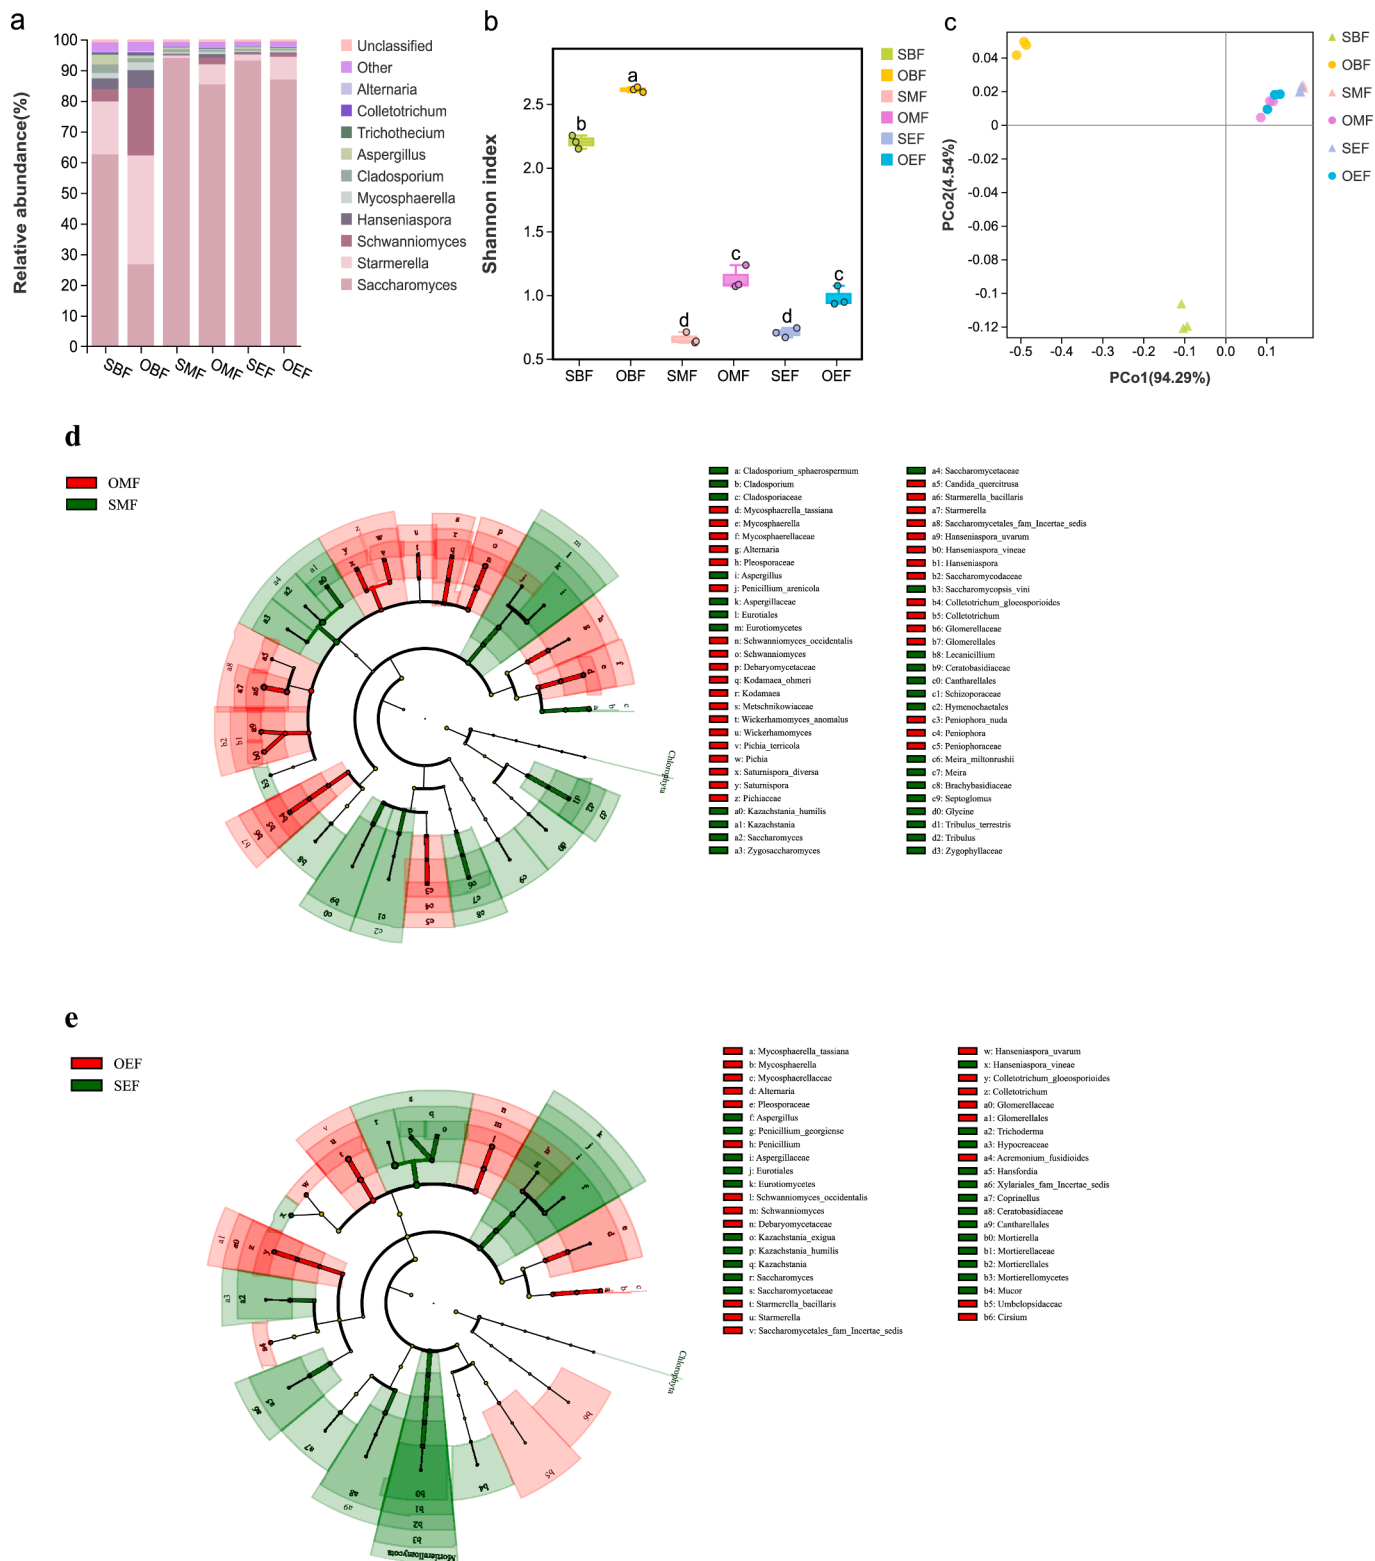 a
Relative abundance(%)
100
90
80
70
60
50
40
30
20
10
0
SBF
OBF
SMF
OMF
SEF
OEF
Unclassified
Other
Alternaria
Colletotrichum
Trichothecium
Aspergillus
Cladosporium
Mycosphaerella
Hanseniaspora
Schwanniomyces
Starmerella
Saccharomyces
b
Shannon index
2.5
2.0
1.5
1.0
0.5
b
a
d
c
d
c
SBF
OBF
SMF
OMF
SEF
OEF
SBF
OBF
SMF
OMF
SEF
OEF
c
PCo2(4.54%)
0.04
0.02
0
-0.02
-0.04
-0.06
-0.08
-0.1
-0.12
-0.5
-0.4
-0.3
-0.2
-0.1
0.0
0.1
PCo1(94.29%)
SBF
OBF
SMF
OMF
SEF
OEF
d
OMF
SMF
Chlorophyta
a: Cladosporium_sphaerospermum
b: Cladosporium
c: Cladosporiaceae
d: Mycosphaerella_tassiana
e: Mycosphaerella
f: Mycosphaerellaceae
g: Alternaria
h: Pleosporaceae
i: Aspergillus
j: Penicillium_arenicola
k: Aspergillaceae
l: Eurotiales
m: Eurotiomycetes
n: Schwanniomyces_occidentalis
o: Schwanniomyces
p: Debaryomycetaceae
q: Kodamaea_ohmeri
r: Kodamaea
s: Metschnikowiaceae
t: Wickerhamomyces_anomalus
u: Wickerhamomyces
v: Pichia_terricola
w: Pichia
x: Saturnispora_diversa
y: Saturnispora
z: Pichiaceae
a0: Kazachstania_humilis
a1: Kazachstania
a2: Saccharomyces
a3: Zygosaccharomyces
a4: Saccharomycetaceae
a5: Candida_quercitrusa
a6: Starmerella_bacillaris
a7: Starmerella
a8: Saccharomycetales_fam_Incertae_sedis
a9: Hanseniaspora_uvarum
b0: Hanseniaspora_vineae
b1: Hanseniaspora
b2: Saccharomycodaceae
b3: Saccharomycopsis_vini
b4: Colletotrichum_gloeosporioides
b5: Colletotrichum
b6: Glomerellaceae
b7: Glomerellales
b8: Lecanicillium
b9: Ceratobasidiaceae
c0: Cantharellales
c1: Schizoporaceae
c2: Hymenochaetales
c3: Peniophora_nuda
c4: Peniophora
c5: Peniophoraceae
c6: Meira_miltonrushii
c7: Meira
c8: Brachybasidiaceae
c9: Septoglomus
d0: Glycine
d1: Tribulus_terrestris
d2: Tribulus
d3: Zygophyllaceae
e
OEF
SEF
Chlorophyta
Mortierellomycota
a: Mycosphaerella_tassiana
b: Mycosphaerella
c: Mycosphaerellaceae
d: Alternaria
e: Pleosporaceae
f: Aspergillus
g: Penicillium_georgiense
h: Penicillium
i: Aspergillaceae
j: Eurotiales
k: Eurotiomycetes
l: Schwanniomyces_occidentalis
m: Schwanniomyces
n: Debaryomycetaceae
o: Kazachstania_exigua
p: Kazachstania_humilis
q: Kazachstania
r: Saccharomyces
s: Saccharomycetaceae
t: Starmerella_bacillaris
u: Starmerella
v: Saccharomycetales_fam_Incertae_sedis
w: Hanseniaspora_uvarum
x: Hanseniaspora_vineae
y: Colletotrichum_gloeosporioides
z: Colletotrichum
a0: Glomerellaceae
a1: Glomerellales
a2: Trichoderma
a3: Hypocreaceae
a4: Acremonium_fusidioides
a5: Hansfordia
a6: Xylariales_fam_Incertae_sedis
a7: Coprinellus
a8: Ceratobasidiaceae
a9: Cantharellales
b0: Mortierella
b1: Mortierellaceae
b2: Mortierellales
b3: Mortierellomycetes
b4: Mucor
b5: Umbelopsidaceae
b6: Cirsium